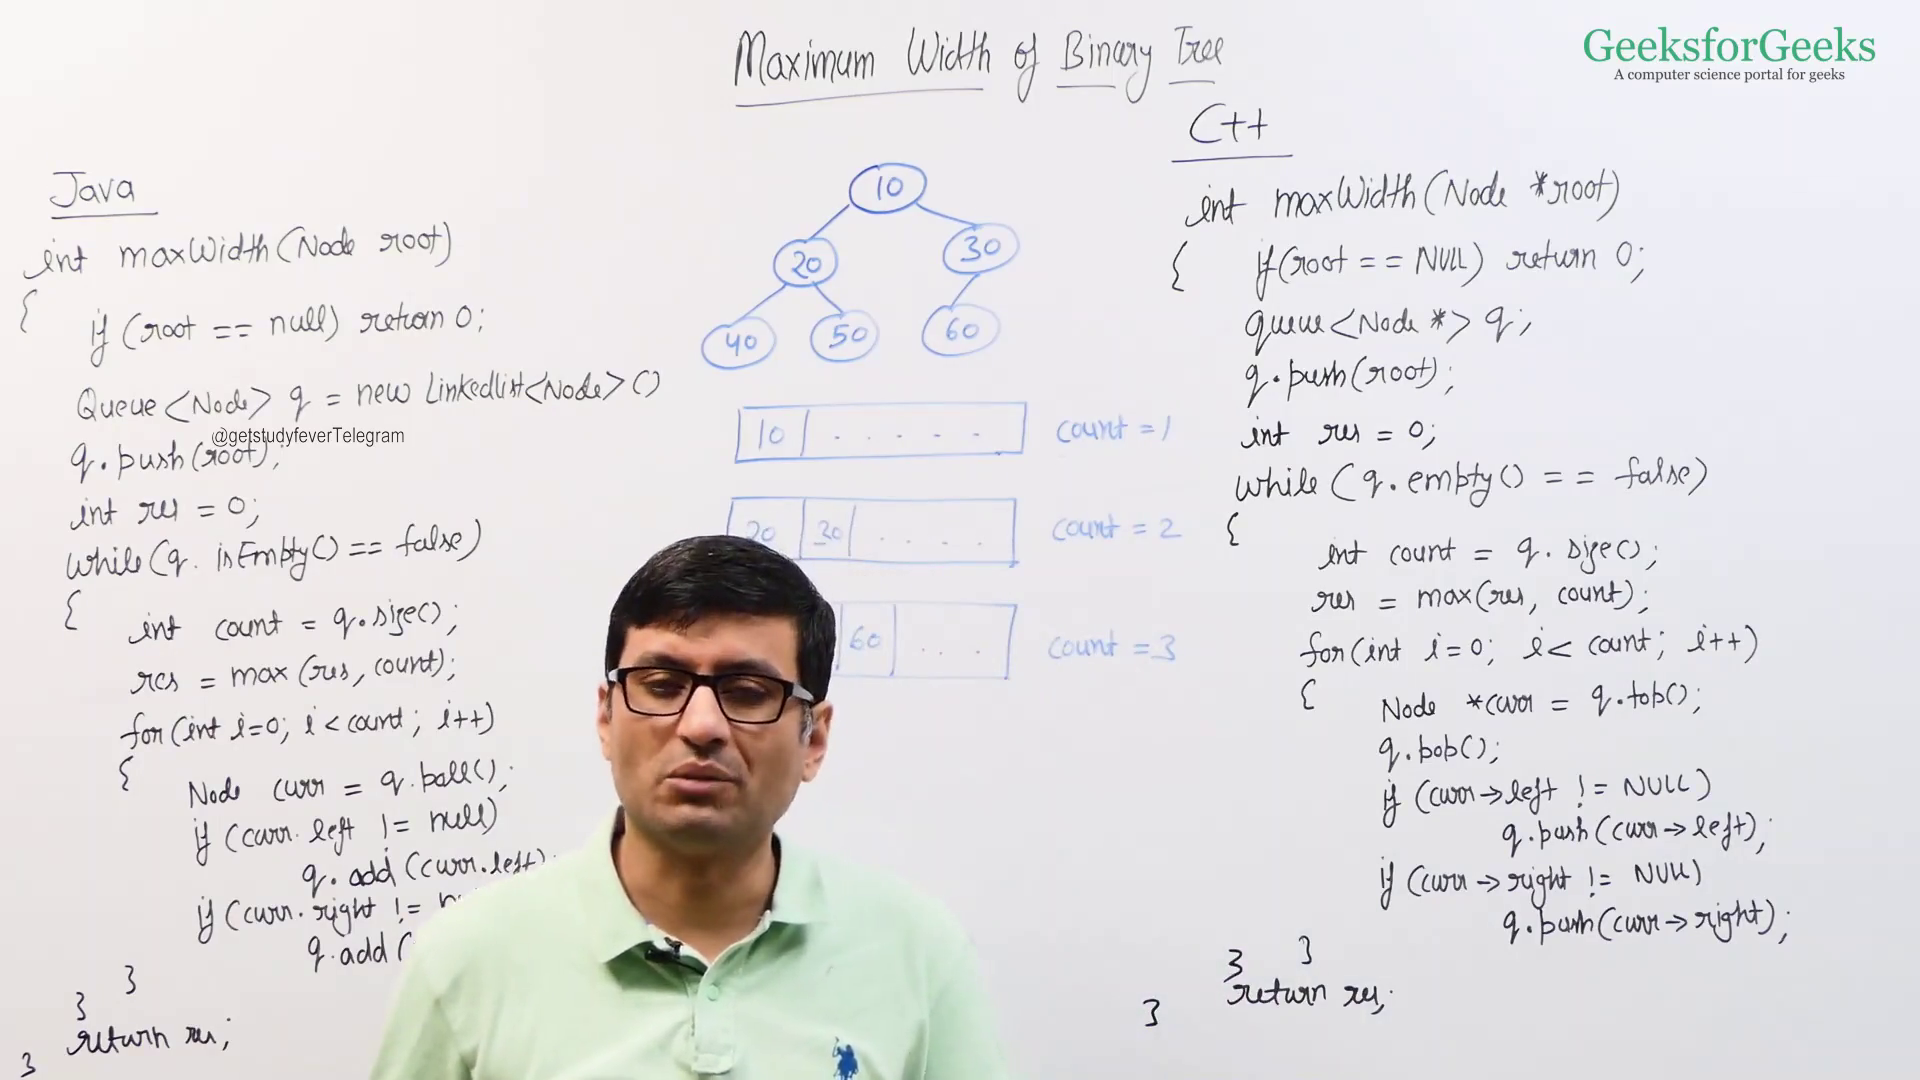 Maximum Width of Binary Tree
GeeksforGeeks
A computer science portal for geeks
Java
int maxWidth(Node root)
{
if (root == null) return 0;
Queue<Node> q = new LinkedList<Node>()
@getstudyfeverTelegram
q.push(root);
int res = 0;
while(q. isEmpty() == false)
{
int count = q.size();
res = max (res, count);
for(int i=0; i < count; i++)
{
Node curr = q.poll();
if (curr. left != null)
q. add (curr.left);
if (curr. right !=
q. add (
}
}
return res;
}
10
20
30
40
50
60
10 . . . . .
count = 1
20 30 . . . .
count = 2
60 . . .
count = 3
C++
int maxWidth(Node *root)
{ if(root == NULL) return 0;
queue<Node *> q;
q.push(root);
int res = 0;
while (q. empty() == false)
{
int count = q. size();
res = max(res, count);
for(int i=0; i< count; i++)
{
Node *curr = q.top();
q.pop();
if (curr->left != NULL)
q.push(curr->left);
if (curr->right != NULL)
q.push(curr->right);
}
}
return res;
}